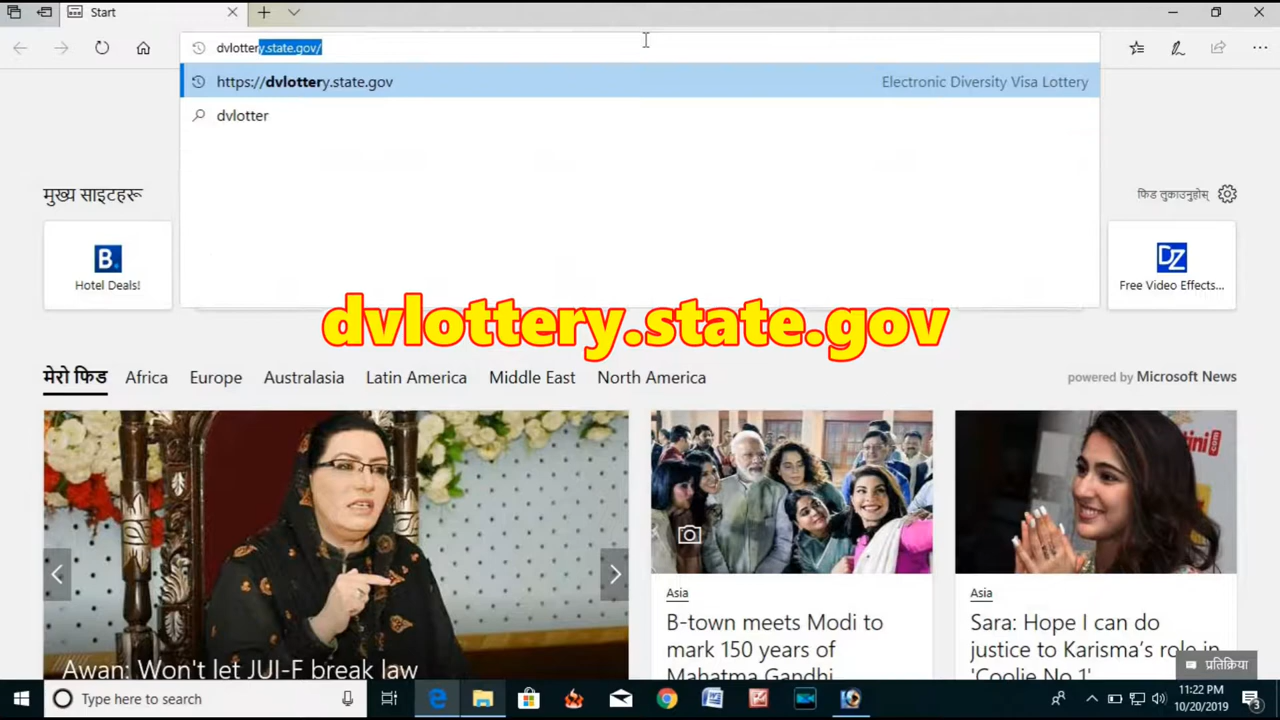 Start
dvlottery.state.gov/
https://dvlottery.state.gov
Electronic Diversity Visa Lottery
dvlotter
मुख्य साइटहरू
फिड लुकाउनुहोस्
B.
Hotel Deals!
DZ
Free Video Effects...
dvlottery.state.gov
मेरो फिड
Africa
Europe
Australasia
Latin America
Middle East
North America
powered by Microsoft News
Awan: Won't let JUI-F break law
Asia
B-town meets Modi to
mark 150 years of
Mahatma Gandhi
Asia
Sara: Hope I can do
justice to Karisma's role in
'Coolie No 1'
प्रतिक्रिया
Type here to search
11:22 PM
10/20/2019
3